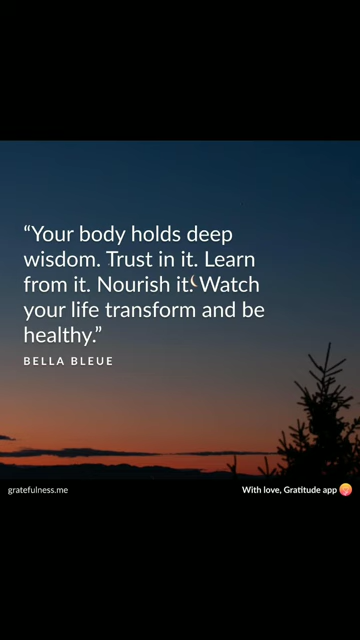 “Your body holds deep
wisdom. Trust in it. Learn
from it. Nourish it. Watch
your life transform and be
healthy.”
BELLA BLEUE
gratefulness.me
With love, Gratitude app